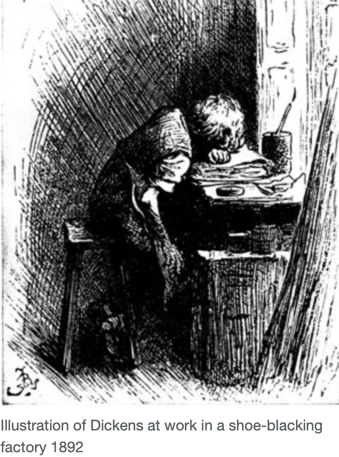 Illustration of Dickens at work in a shoe-blacking
factory 1892